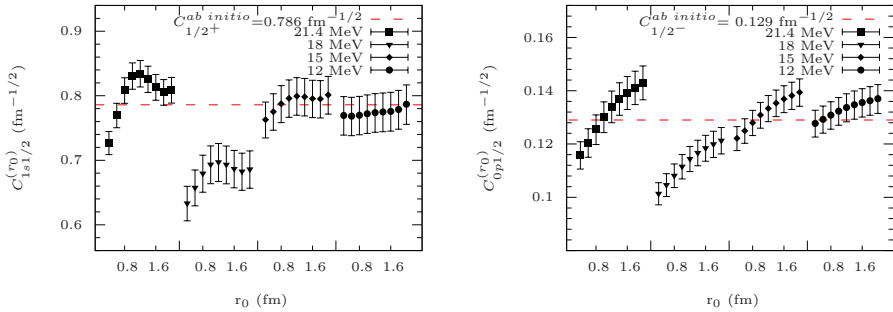 C^{ab initio}_{1/2^+}=0.786 fm^{-1/2}
21.4 MeV
18 MeV
15 MeV
12 MeV
0.9
0.8
0.7
0.6
C^{(r_0)}_{1s1/2} (fm^{-1/2})
0.8 1.6 0.8 1.6 0.8 1.6 0.8 1.6
r_0 (fm)
C^{ab initio}_{1/2^-}= 0.129 fm^{-1/2}
21.4 MeV
18 MeV
15 MeV
12 MeV
0.16
0.14
0.12
0.1
C^{(r_0)}_{0p1/2} (fm^{-1/2})
0.8 1.6 0.8 1.6 0.8 1.6 0.8 1.6
r_0 (fm)